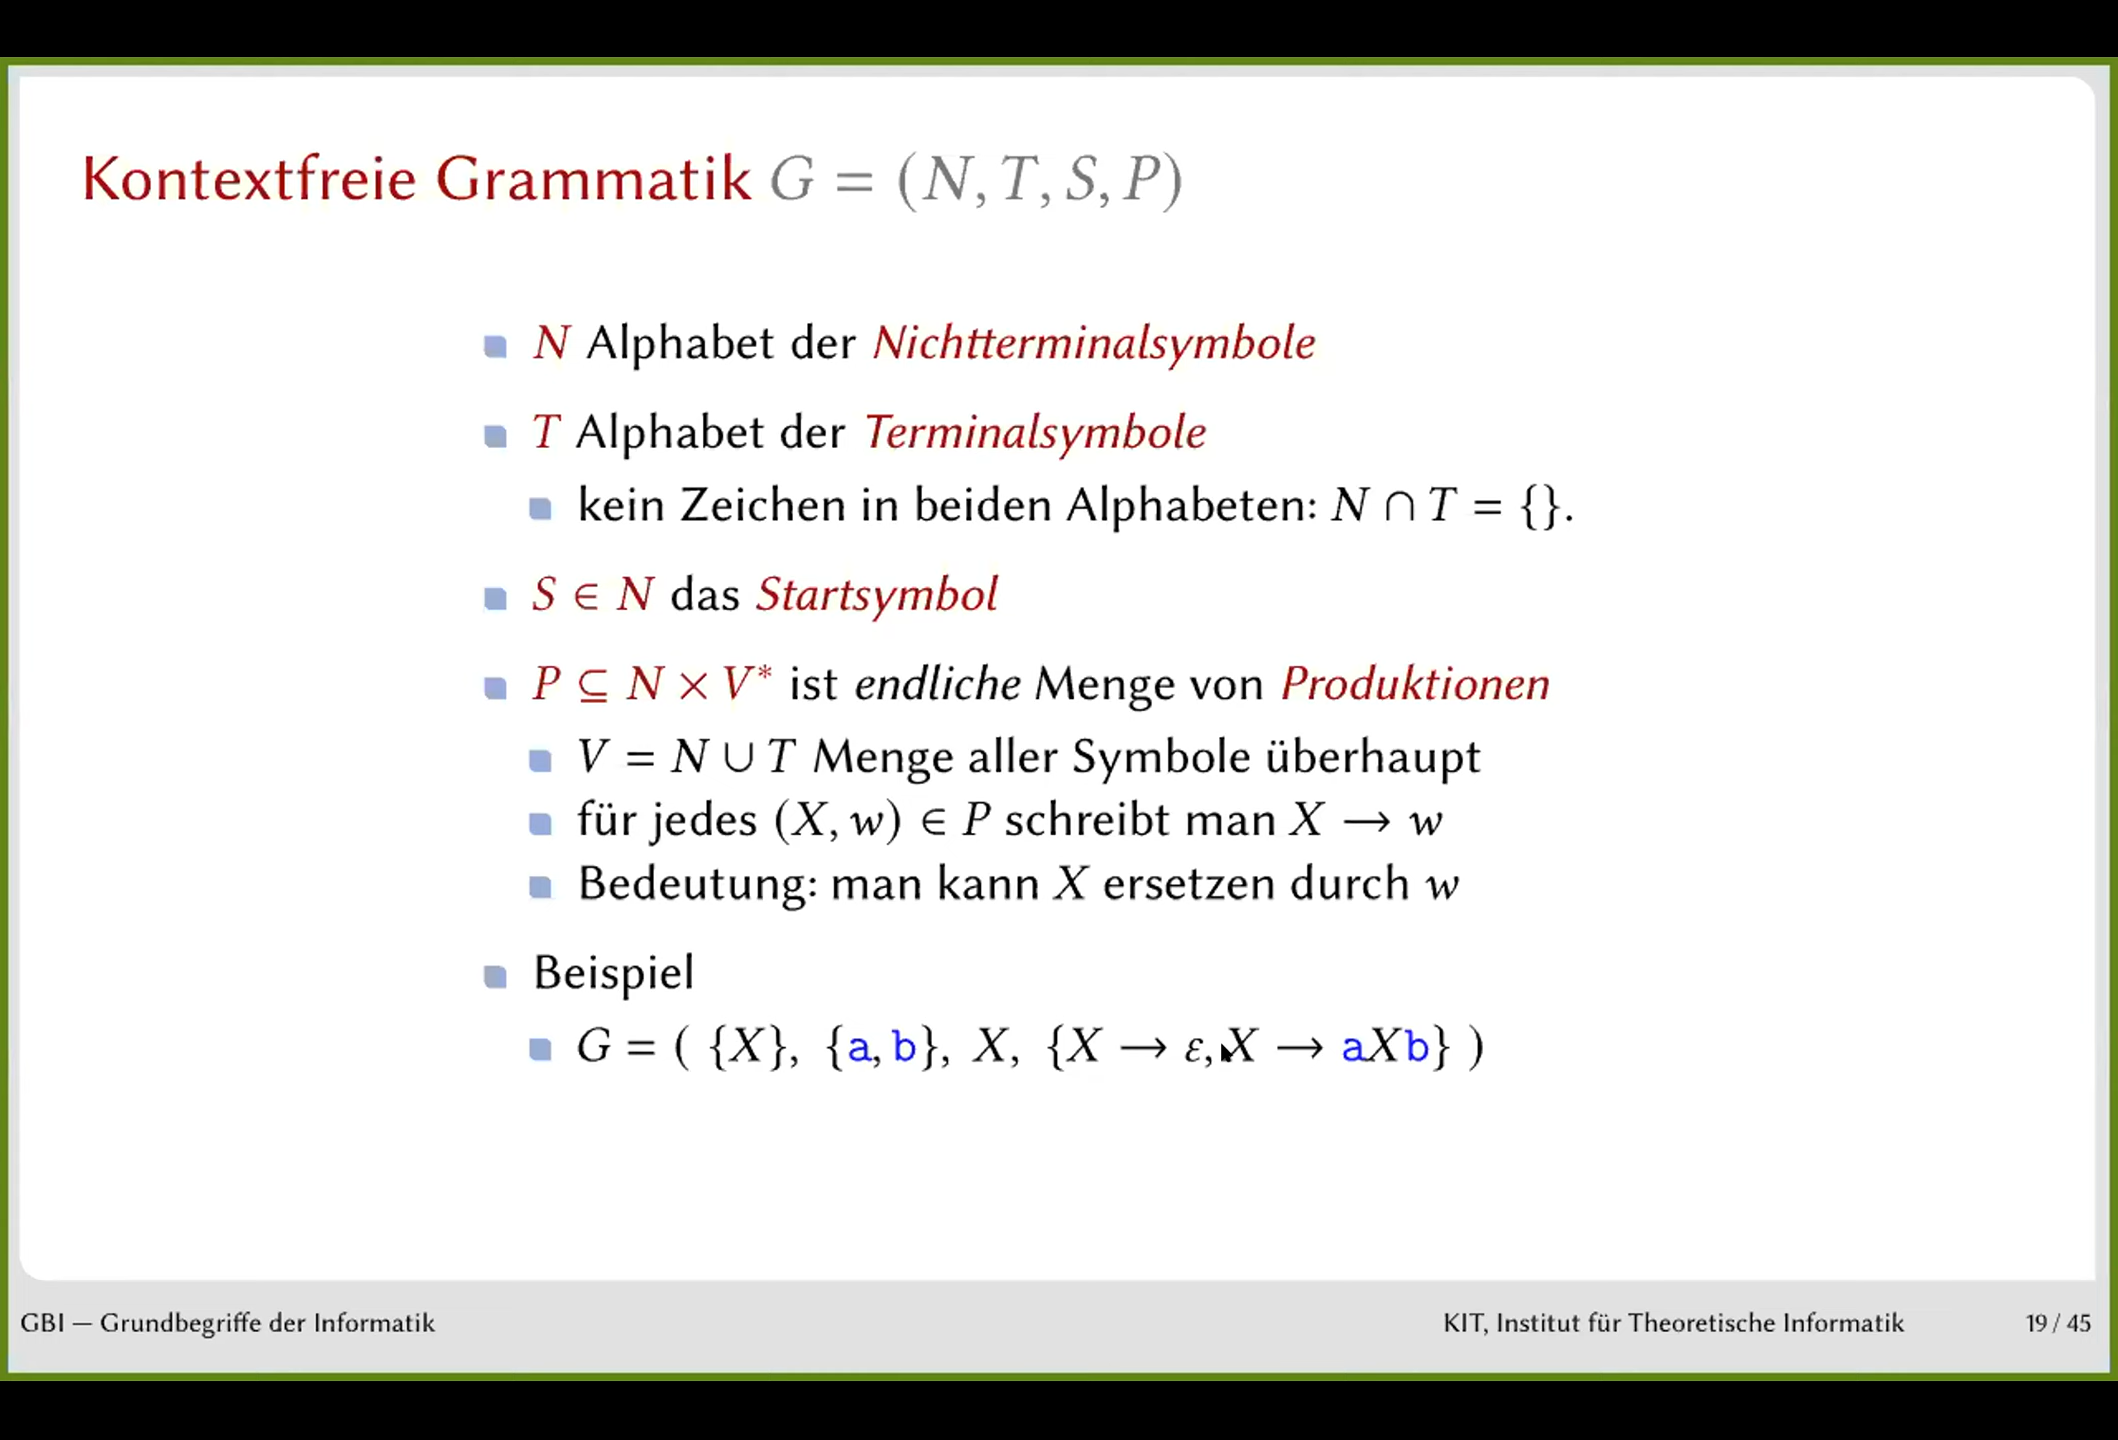 Kontextfreie Grammatik G = (N, T, S, P)
N Alphabet der Nichtterminalsymbole
T Alphabet der Terminalsymbole
kein Zeichen in beiden Alphabeten: N ∩ T = {}.
S ∈ N das Startsymbol
P ⊆ N × V* ist endliche Menge von Produktionen
V = N ∪ T Menge aller Symbole überhaupt
für jedes (X, w) ∈ P schreibt man X → w
Bedeutung: man kann X ersetzen durch w
Beispiel
G = ( {X}, {a, b}, X, {X → ε, X → aXb} )
GBI — Grundbegriffe der Informatik
KIT, Institut für Theoretische Informatik
19 / 45